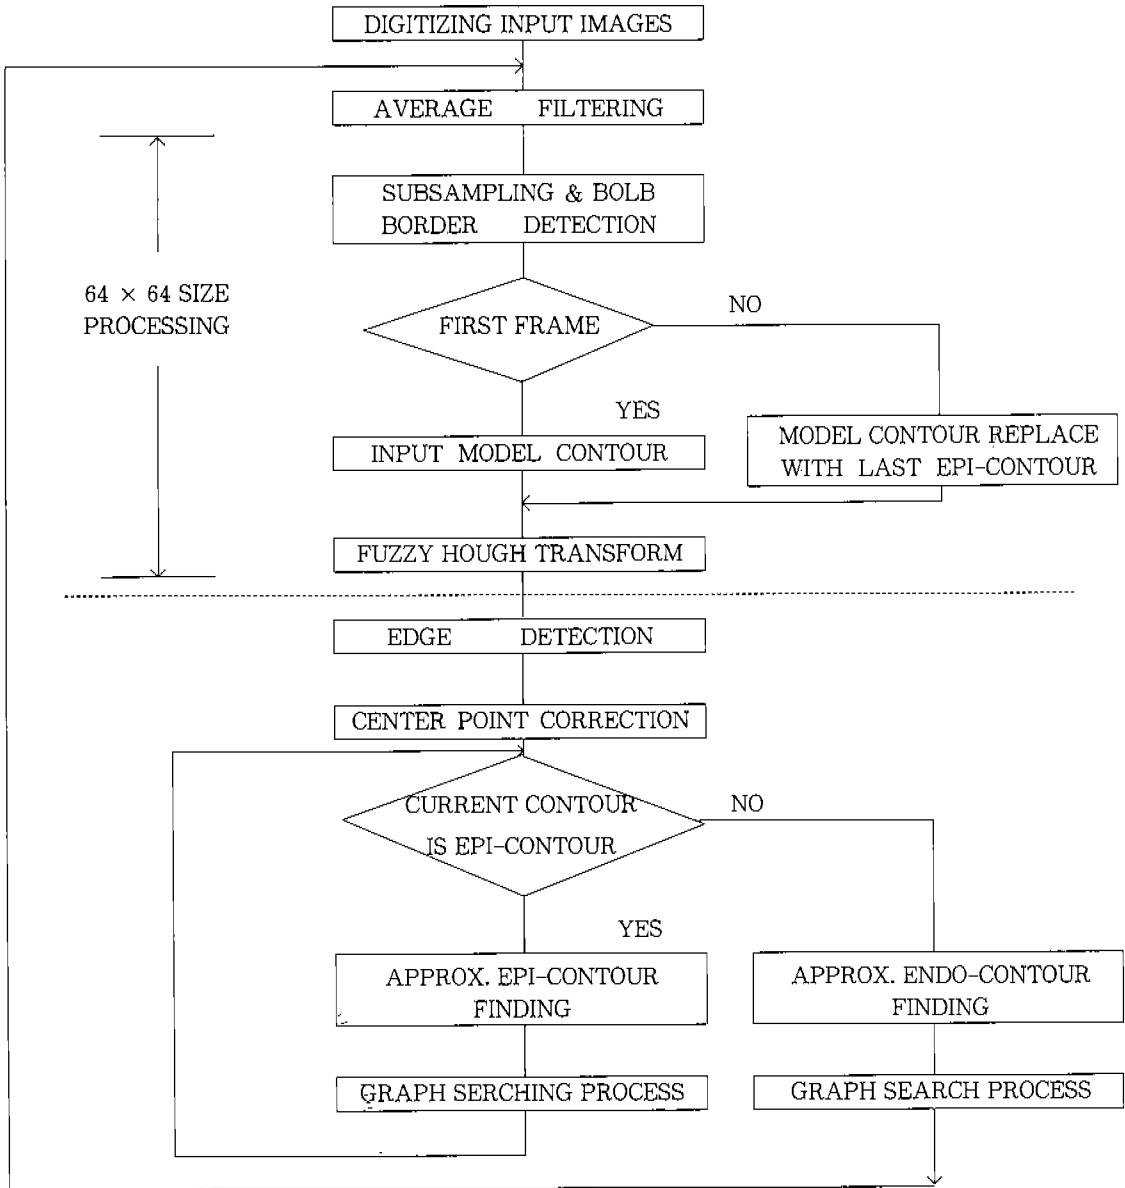 DIGITIZING INPUT IMAGES
AVERAGE FILTERING
SUBSAMPLING & BOLB
BORDER DETECTION
64 × 64 SIZE
PROCESSING
FIRST FRAME
NO
YES
INPUT MODEL CONTOUR
MODEL CONTOUR REPLACE
WITH LAST EPI-CONTOUR
FUZZY HOUGH TRANSFORM
EDGE DETECTION
CENTER POINT CORRECTION
CURRENT CONTOUR
IS EPI-CONTOUR
NO
YES
APPROX. EPI-CONTOUR
FINDING
APPROX. ENDO-CONTOUR
FINDING
GRAPH SERCHING PROCESS
GRAPH SEARCH PROCESS